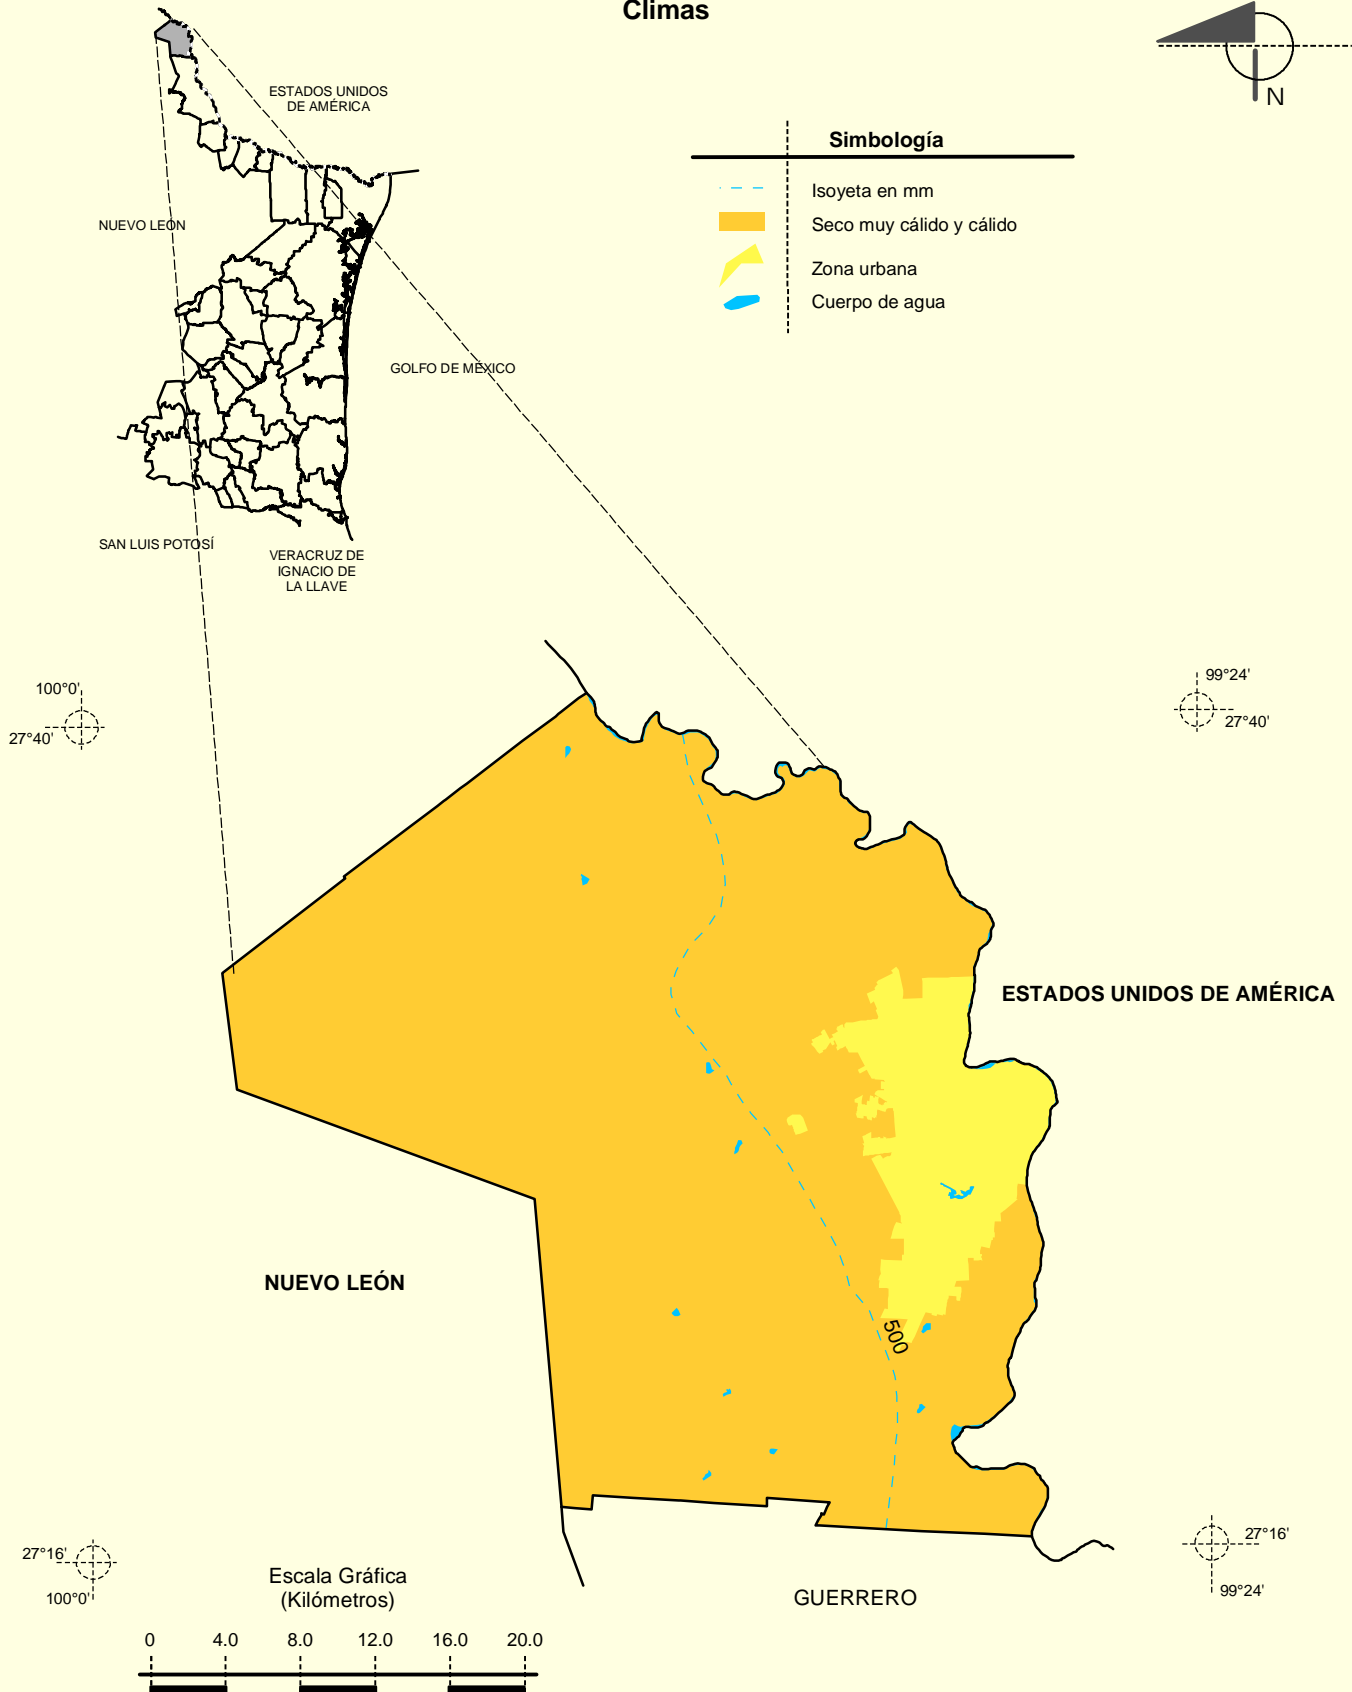 Climas
N
ESTADOS UNIDOS
DE AMÉRICA
Simbología
Isoyeta en mm
Seco muy cálido y cálido
Zona urbana
Cuerpo de agua
NUEVO LEÓN
GOLFO DE MÉXICO
SAN LUIS POTOSÍ
VERACRUZ DE
IGNACIO DE
LA LLAVE
100°0'
27°40'
99°24'
27°40'
ESTADOS UNIDOS DE AMÉRICA
NUEVO LEÓN
500
27°16'
100°0'
27°16'
99°24'
GUERRERO
Escala Gráfica
(Kilómetros)
0 4.0 8.0 12.0 16.0 20.0